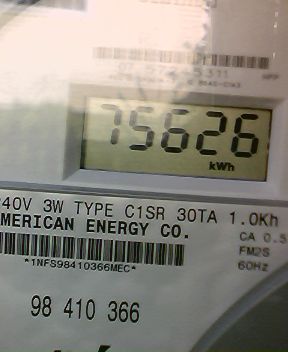 75626
kWh
240V 3W TYPE C1SR 30TA 1.0Kh
AMERICAN ENERGY CO.
CA 0.5
FM2S
*1NFS98410366MEC*
60Hz
98 410 366